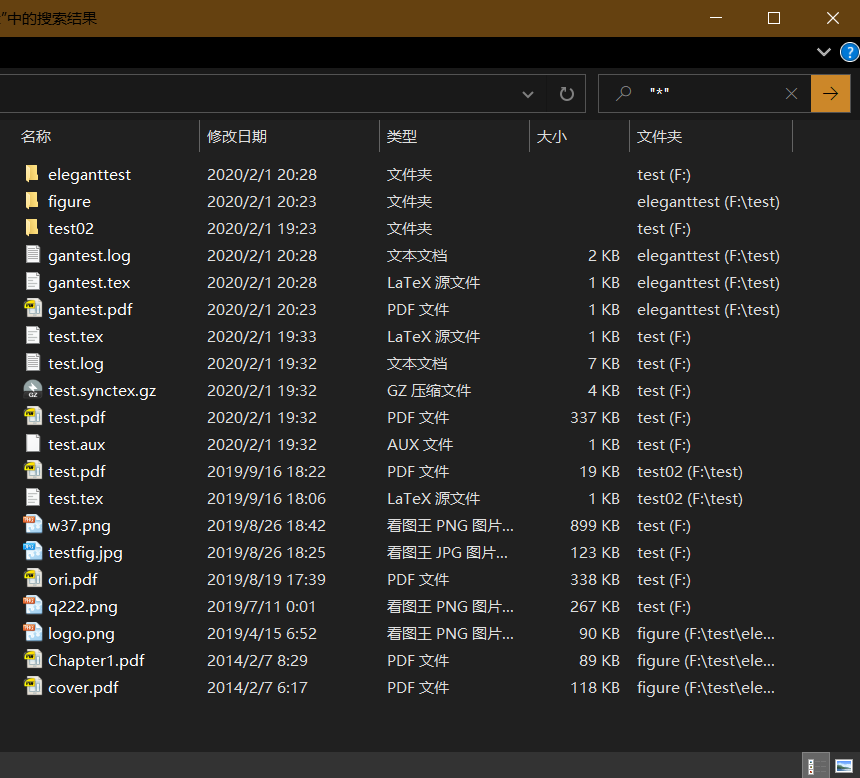 ”中的搜索结果
"*"
名称 修改日期 类型 大小 文件夹
eleganttest 2020/2/1 20:28 文件夹 test (F:)
figure 2020/2/1 20:23 文件夹 eleganttest (F:\test)
test02 2020/2/1 19:23 文件夹 test (F:)
gantest.log 2020/2/1 20:28 文本文档 2 KB eleganttest (F:\test)
gantest.tex 2020/2/1 20:28 LaTeX 源文件 1 KB eleganttest (F:\test)
gantest.pdf 2020/2/1 20:23 PDF 文件 1 KB eleganttest (F:\test)
test.tex 2020/2/1 19:33 LaTeX 源文件 1 KB test (F:)
test.log 2020/2/1 19:32 文本文档 7 KB test (F:)
test.synctex.gz 2020/2/1 19:32 GZ 压缩文件 4 KB test (F:)
test.pdf 2020/2/1 19:32 PDF 文件 337 KB test (F:)
test.aux 2020/2/1 19:32 AUX 文件 1 KB test (F:)
test.pdf 2019/9/16 18:22 PDF 文件 19 KB test02 (F:\test)
test.tex 2019/9/16 18:06 LaTeX 源文件 1 KB test02 (F:\test)
w37.png 2019/8/26 18:42 看图王 PNG 图片... 899 KB test (F:)
testfig.jpg 2019/8/26 18:25 看图王 JPG 图片... 123 KB test (F:)
ori.pdf 2019/8/19 17:39 PDF 文件 338 KB test (F:)
q222.png 2019/7/11 0:01 看图王 PNG 图片... 267 KB test (F:)
logo.png 2019/4/15 6:52 看图王 PNG 图片... 90 KB figure (F:\test\ele...
Chapter1.pdf 2014/2/7 8:29 PDF 文件 89 KB figure (F:\test\ele...
cover.pdf 2014/2/7 6:17 PDF 文件 118 KB figure (F:\test\ele...